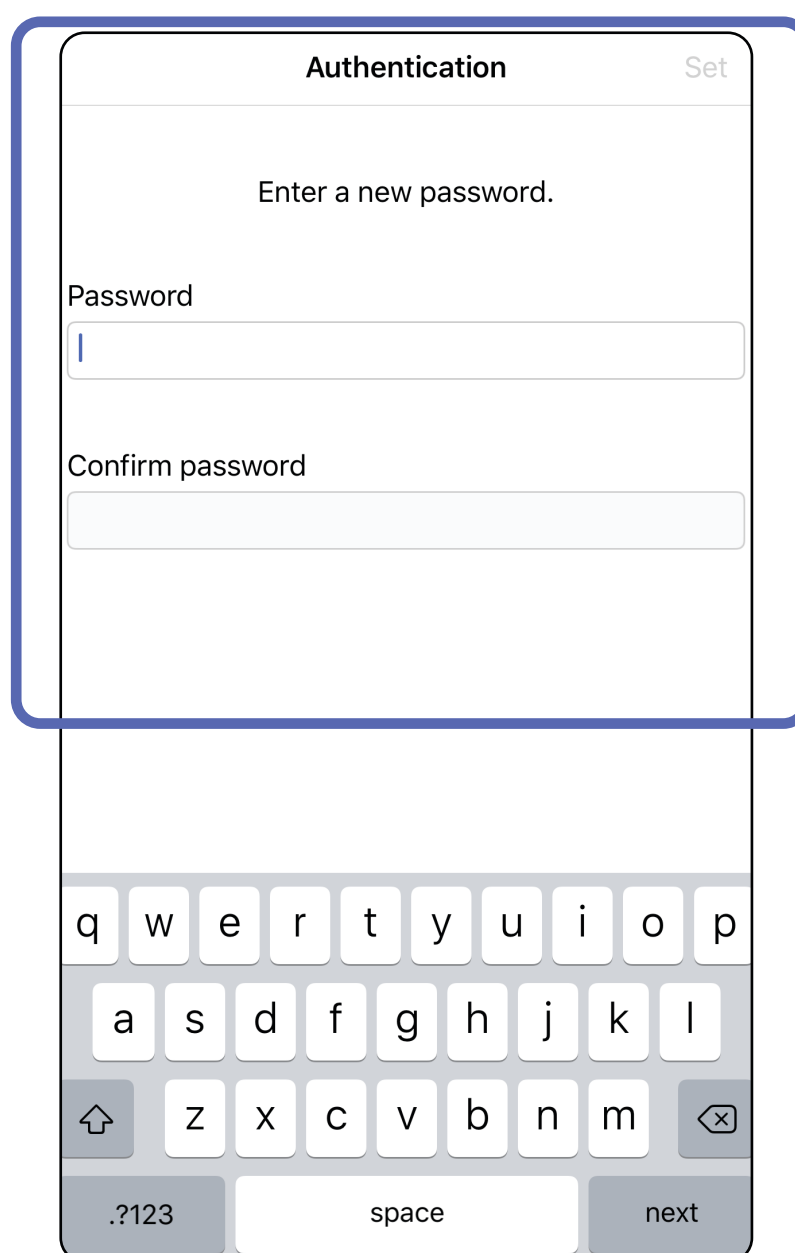 Authentication Set
Enter a new password.
Password
Confirm password
q w e r t y u i o p
a s d f g h j k l
z x c v b n m
.?123 space next